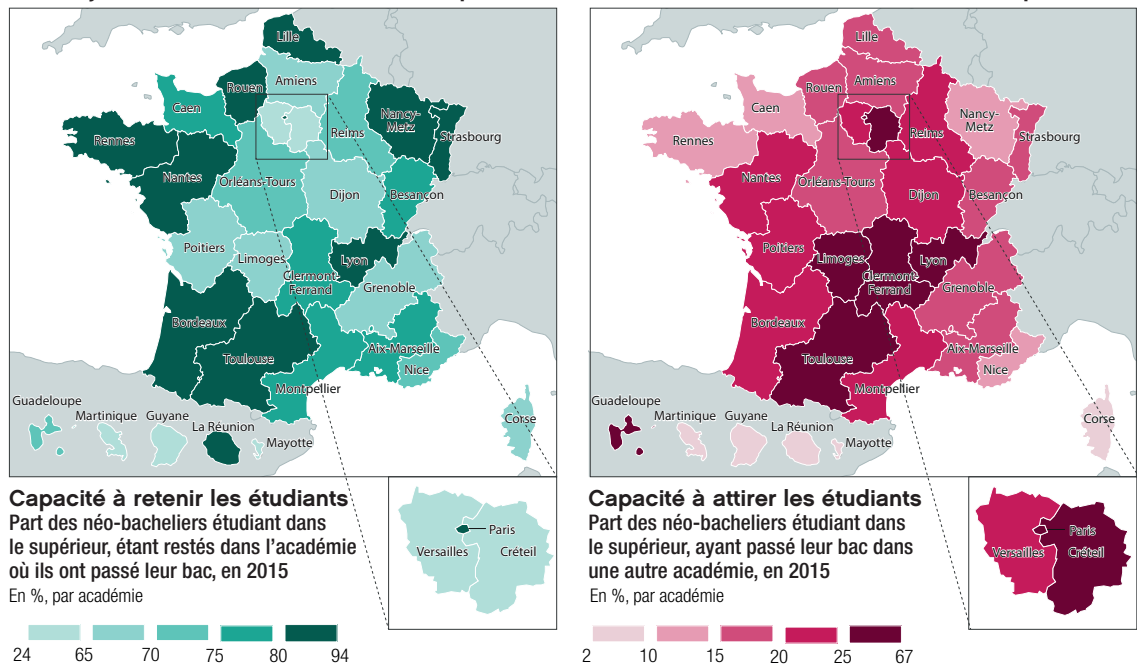 Lille
Amiens
Rouen
Caen
Reims
Nancy-
Metz
Strasbourg
Rennes
Nantes
Orléans-Tours
Dijon
Besançon
Poitiers
Limoges
Clermont-
Ferrand
Lyon
Grenoble
Bordeaux
Toulouse
Aix-Marseille
Nice
Montpellier
Guadeloupe
Martinique
Guyane
La Réunion
Mayotte
Corse
Capacité à retenir les étudiants
Part des néo-bacheliers étudiant dans
le supérieur, étant restés dans l’académie
où ils ont passé leur bac, en 2015
En %, par académie
24 65 70 75 80 94
Paris
Versailles Créteil
Lille
Amiens
Rouen
Caen
Reims
Nancy-
Metz
Strasbourg
Rennes
Nantes
Orléans-Tours
Dijon
Besançon
Poitiers
Limoges
Clermont-
Ferrand
Lyon
Grenoble
Bordeaux
Toulouse
Aix-Marseille
Nice
Montpellier
Guadeloupe
Martinique
Guyane
La Réunion
Mayotte
Corse
Capacité à attirer les étudiants
Part des néo-bacheliers étudiant dans
le supérieur, ayant passé leur bac dans
une autre académie, en 2015
En %, par académie
2 10 15 20 25 67
Paris
Versailles Créteil